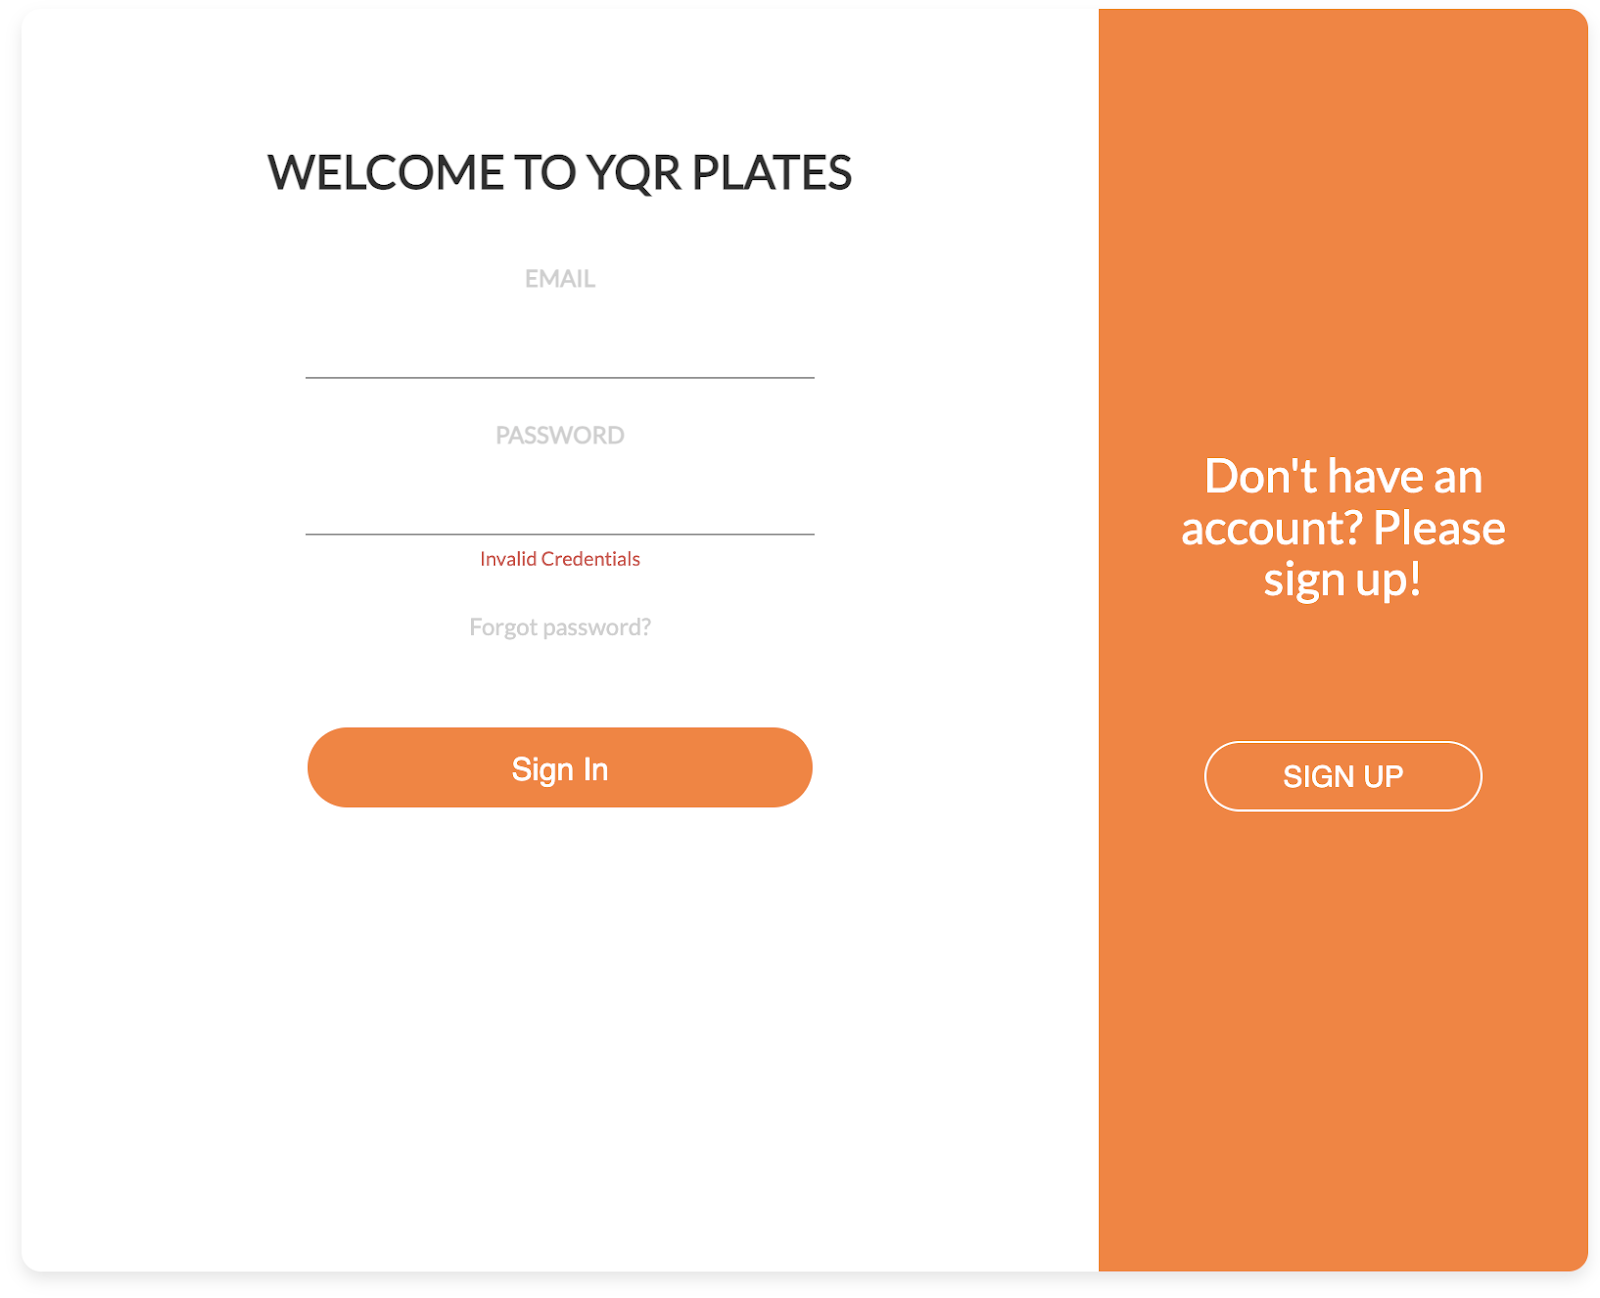 WELCOME TO YQR PLATES
EMAIL
PASSWORD
Invalid Credentials
Forgot password?
Sign In
Don't have an
account? Please
sign up!
SIGN UP